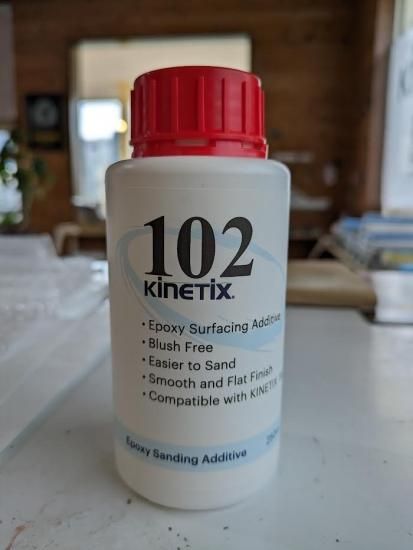 102
KINETIX.
• Epoxy Surfacing Additive
• Blush Free
• Easier to Sand
• Smooth and Flat Finish
• Compatible with KINETIX
Epoxy Sanding Additive